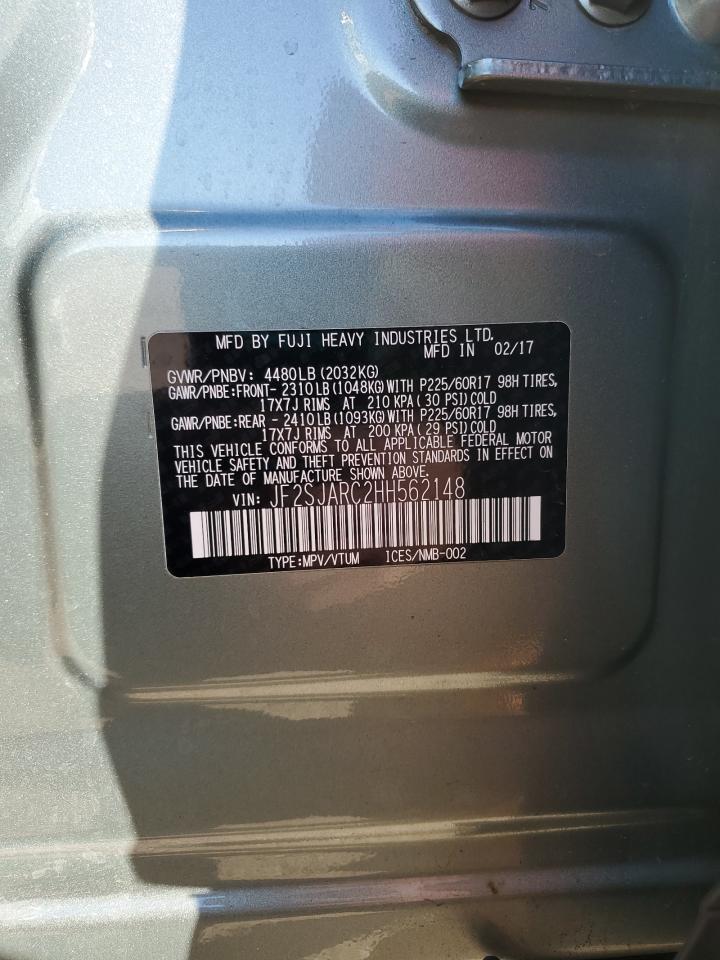 MFD BY FUJI HEAVY INDUSTRIES LTD.
MFD IN 02/17
GVWR/PNBV: 4480LB (2032KG)
GAWR/PNBE:FRONT- 2310LB (1048KG) WITH P225/60R17 98H TIRES,
17X7J RIMS AT 210 KPA (30 PSI) COLD
GAWR/PNBE:REAR - 2410LB (1093KG) WITH P225/60R17 98H TIRES,
17X7J RIMS AT 200 KPA (29 PSI) COLD
THIS VEHICLE CONFORMS TO ALL APPLICABLE FEDERAL MOTOR
VEHICLE SAFETY AND THEFT PREVENTION STANDARDS IN EFFECT ON
THE DATE OF MANUFACTURE SHOWN ABOVE.
VIN: JF2SJARC2HH562148
TYPE:MPV/VTUM ICES/NMB-002